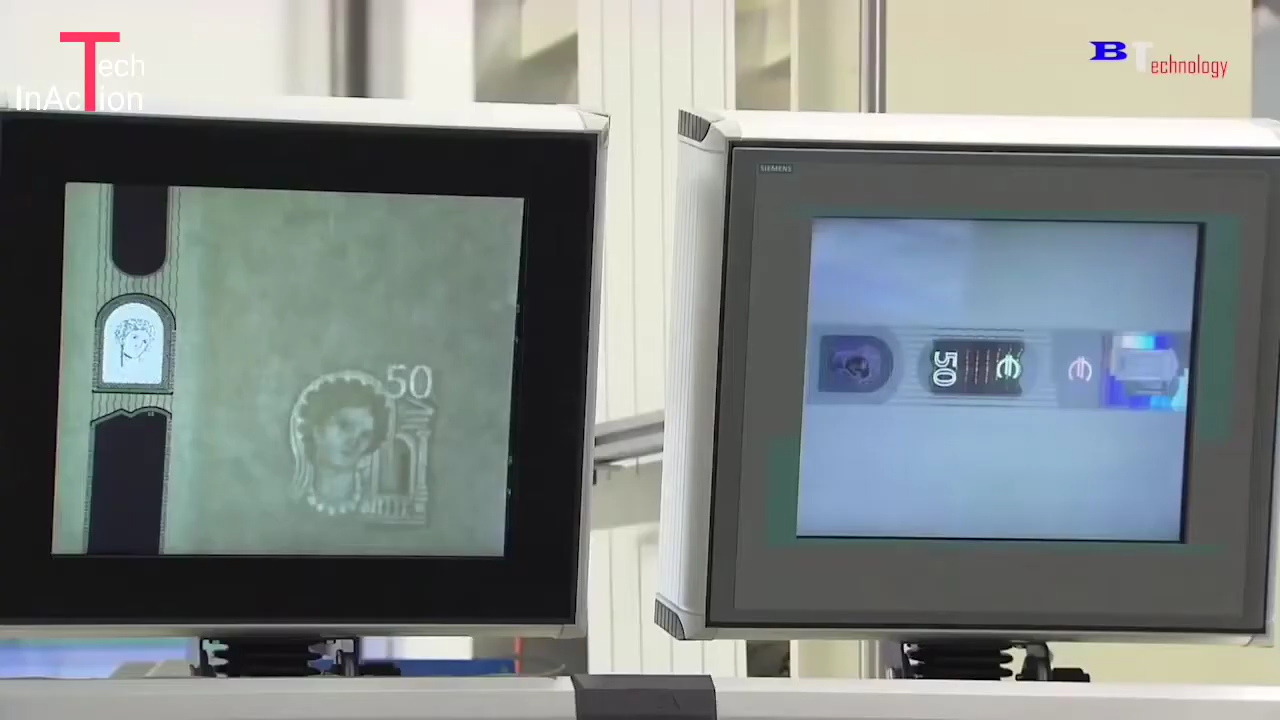 Tech
InAction
BTechnology
SIEMENS
50
50 €
€